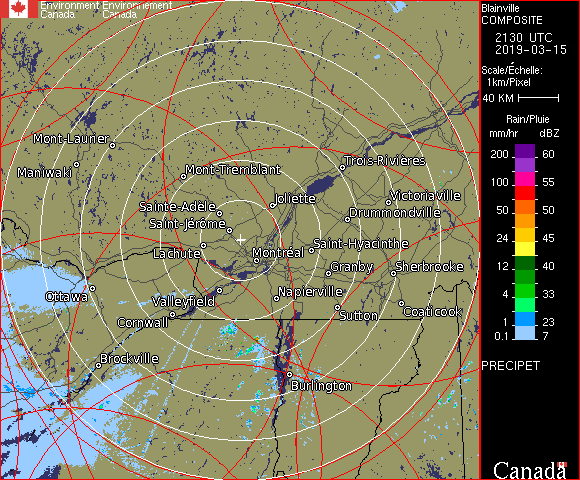 Environment Environnement
Canada Canada
Blainville
COMPOSITE
2130 UTC
2019-03-15
Scale/Échelle:
1km/Pixel
40 KM
Rain/Pluie
mm/hr dBZ
200 60
100 55
50 50
24 45
12 40
4 33
1 23
0.1 7
PRECIPET
Canada
Mont-Laurier
Maniwaki
Mont-Tremblant
Trois-Rivières
Sainte-Adèle
Joliette
Victoriaville
Drummondville
Saint-Jérôme
Lachute
Montréal
Saint-Hyacinthe
Granby
Sherbrooke
Ottawa
Valleyfield
Napierville
Cornwall
Sutton
Coaticook
Brockville
Burlington